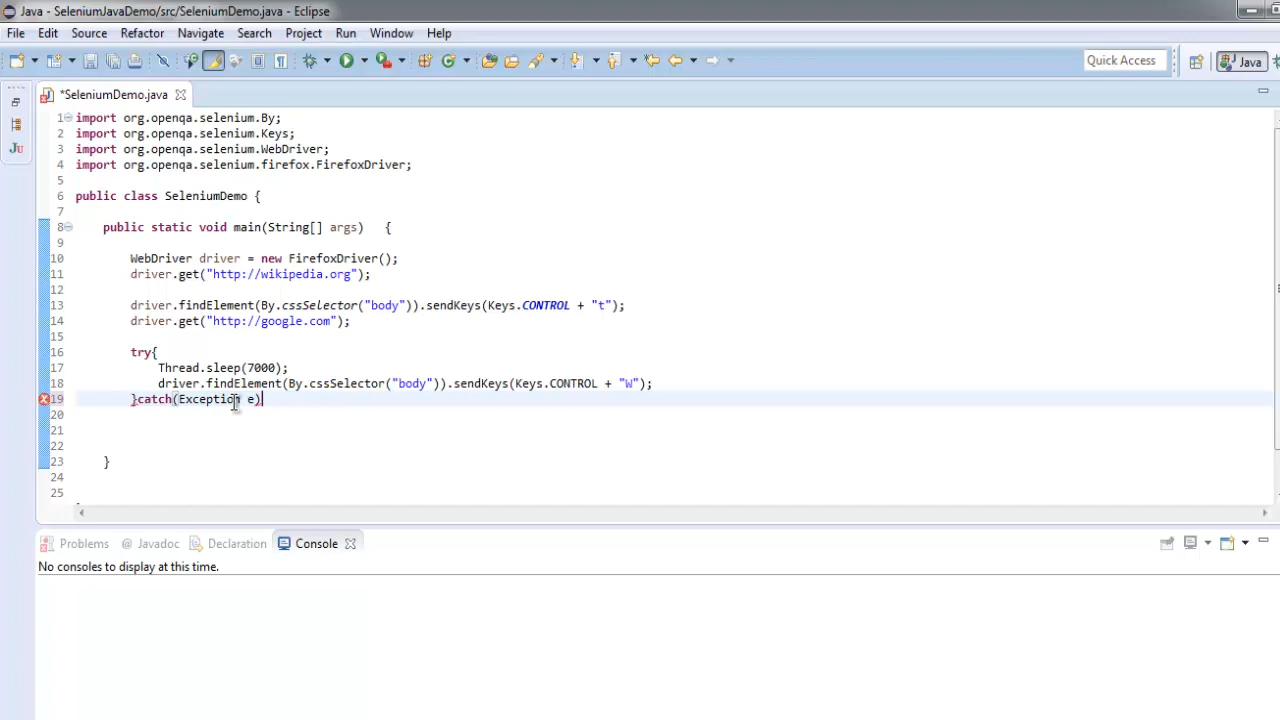 Java - SeleniumJavaDemo/src/SeleniumDemo.java - Eclipse
File Edit Source Refactor Navigate Search Project Run Window Help
Quick Access Java
*SeleniumDemo.java
1 import org.openqa.selenium.By;
2 import org.openqa.selenium.Keys;
3 import org.openqa.selenium.WebDriver;
4 import org.openqa.selenium.firefox.FirefoxDriver;
5
6 public class SeleniumDemo {
7
8 public static void main(String[] args) {
9
10 WebDriver driver = new FirefoxDriver();
11 driver.get("http://wikipedia.org");
12
13 driver.findElement(By.cssSelector("body")).sendKeys(Keys.CONTROL + "t");
14 driver.get("http://google.com");
15
16 try{
17 Thread.sleep(7000);
18 driver.findElement(By.cssSelector("body")).sendKeys(Keys.CONTROL + "W");
19 }catch(Exception e)
20
21
22
23 }
24
25
Problems @ Javadoc Declaration Console
No consoles to display at this time.